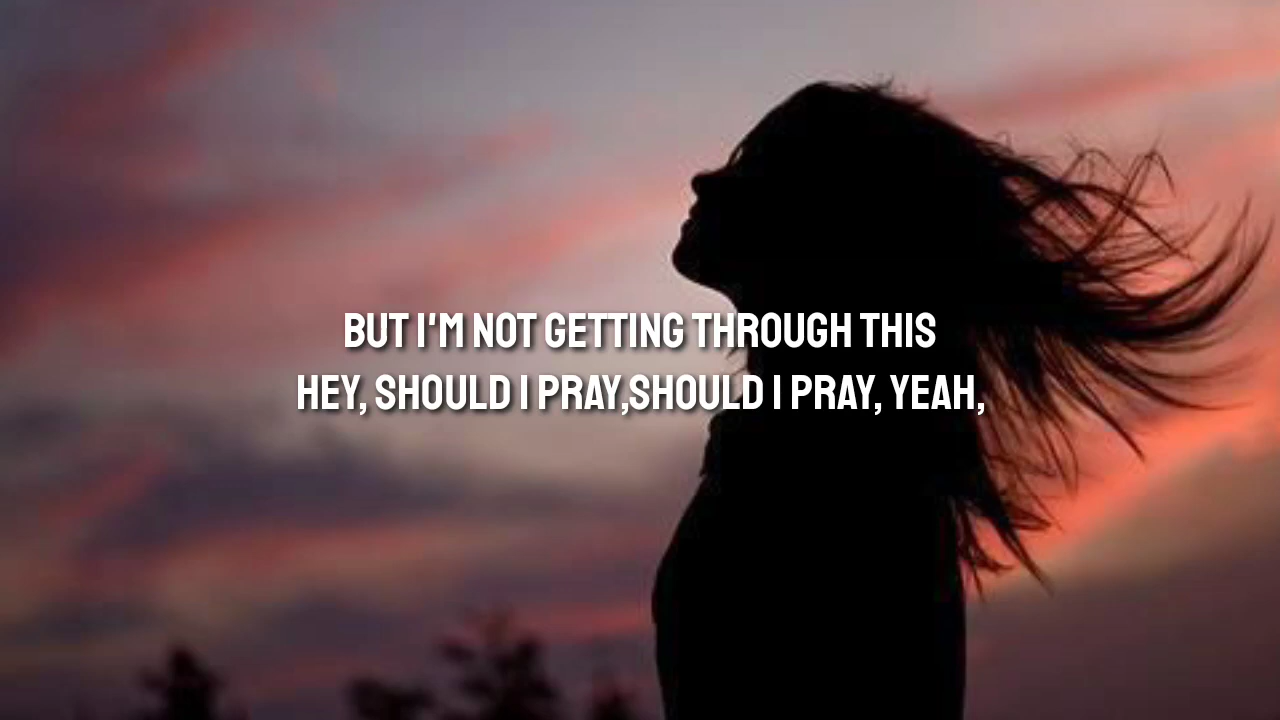 BUT I'M NOT GETTING THROUGH THIS
HEY, SHOULD I PRAY,SHOULD I PRAY, YEAH,